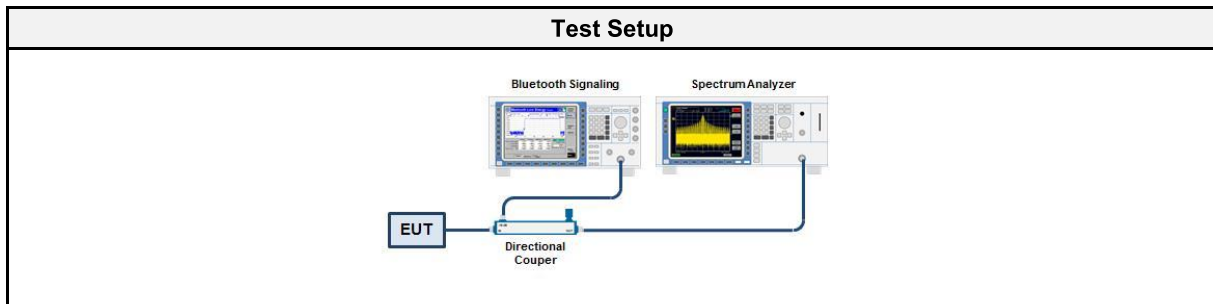 Test Setup
Bluetooth Signaling
Spectrum Analyzer
EUT
Directional
Couper